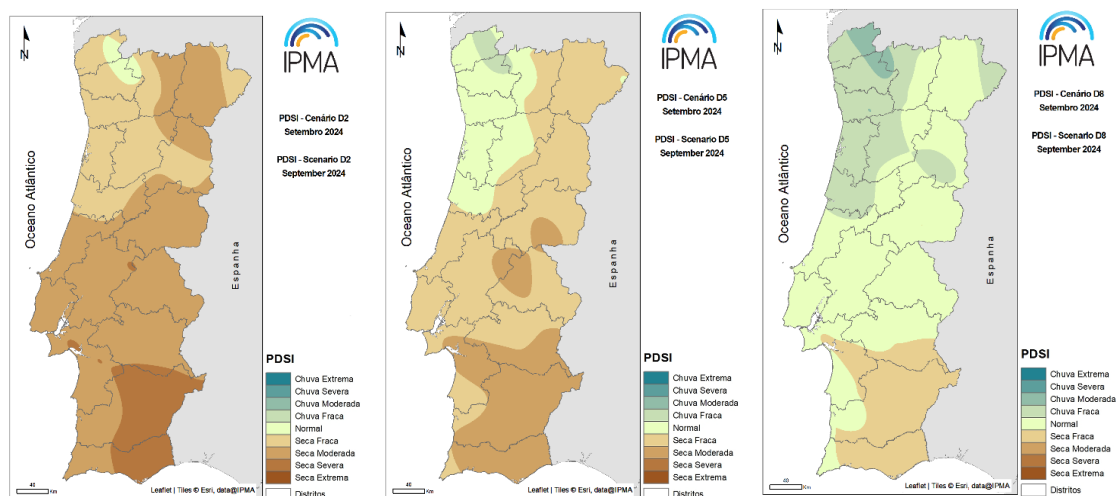 N
IPMA
PDSI - Cenário D2
Setembro 2024
PDSI - Scenario D2
September 2024
Oceano Atlântico
Espanha
PDSI
Chuva Extrema
Chuva Severa
Chuva Moderada
Chuva Fraca
Normal
Seca Fraca
Seca Moderada
Seca Severa
Seca Extrema
Distritos
40
Km
Leaflet | Tiles © Esri, data@IPMA
N
IPMA
PDSI - Cenário D5
Setembro 2024
PDSI - Scenario D5
September 2024
Oceano Atlântico
Espanha
PDSI
Chuva Extrema
Chuva Severa
Chuva Moderada
Chuva Fraca
Normal
Seca Fraca
Seca Moderada
Seca Severa
Seca Extrema
Distritos
40
Km
Leaflet | Tiles © Esri, data@IPMA
N
IPMA
PDSI - Cenário D8
Setembro 2024
PDSI - Scenario D8
September 2024
Oceano Atlântico
Espanha
PDSI
Chuva Extrema
Chuva Severa
Chuva Moderada
Chuva Fraca
Normal
Seca Fraca
Seca Moderada
Seca Severa
Seca Extrema
Distritos
40
Km
Leaflet | Tiles © Esri, data@IPMA